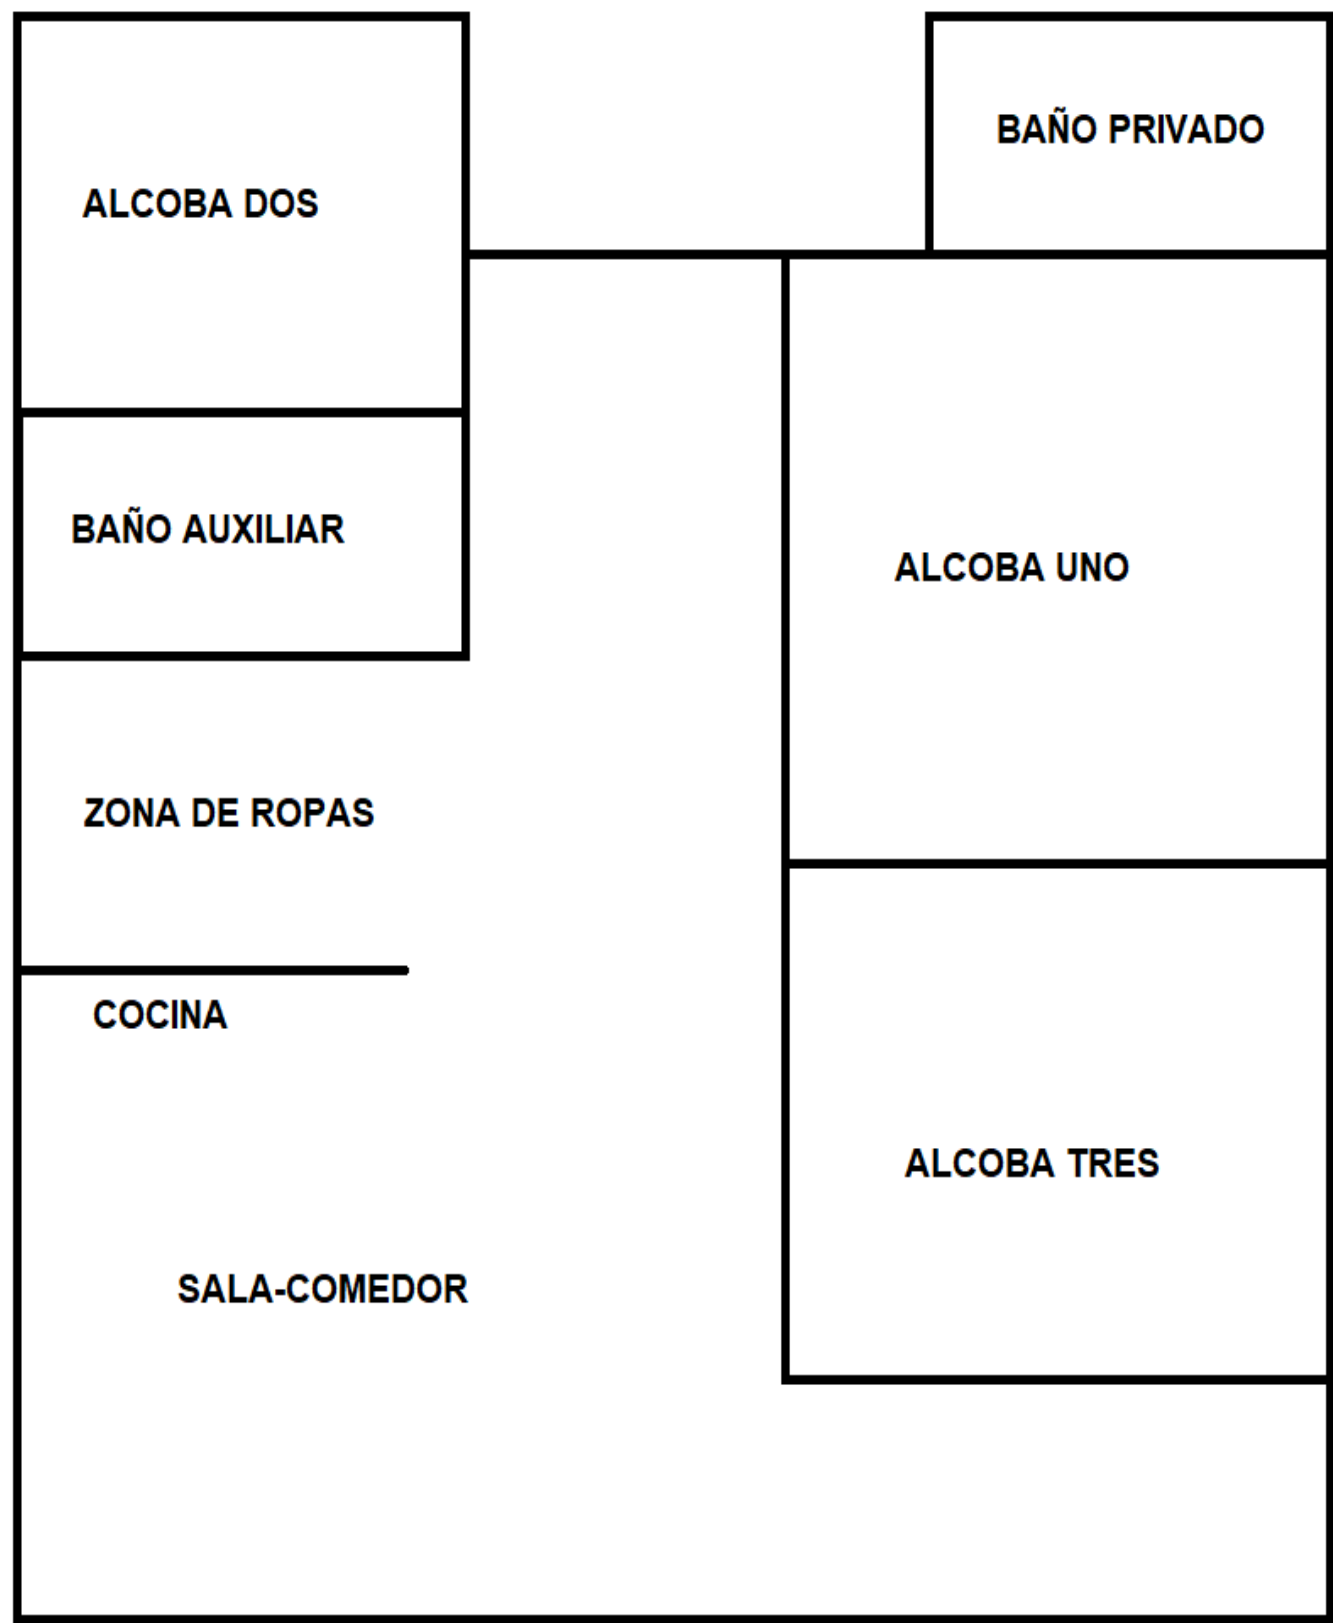 BAÑO PRIVADO
ALCOBA DOS
BAÑO AUXILIAR
ALCOBA UNO
ZONA DE ROPAS
COCINA
ALCOBA TRES
SALA-COMEDOR